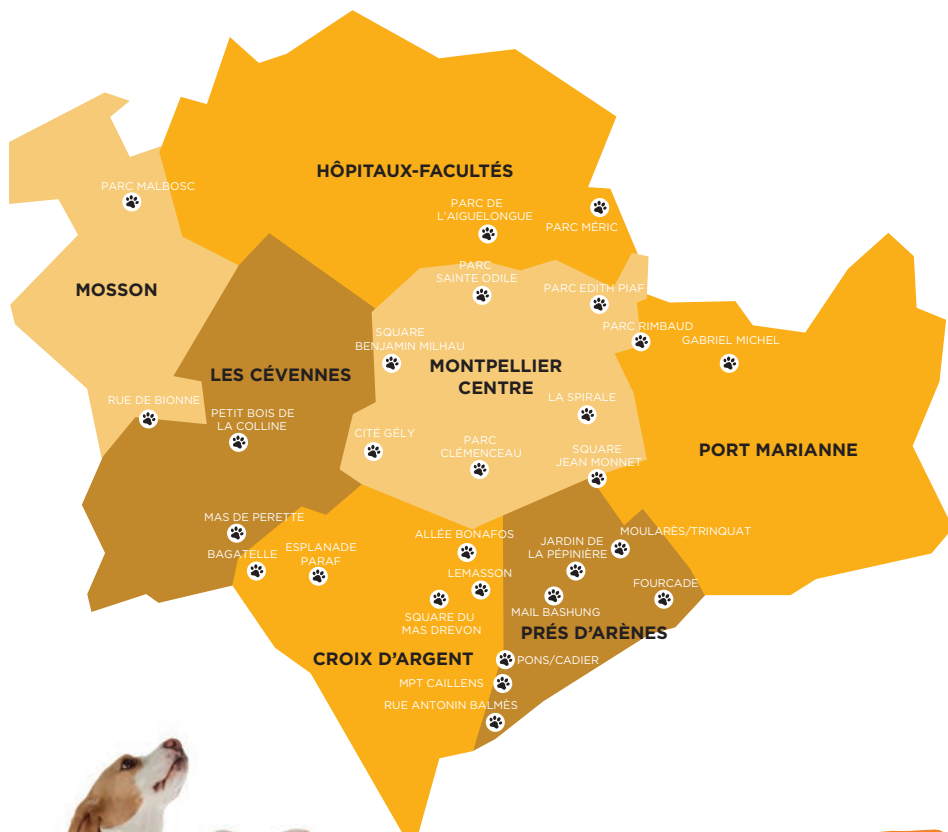 HÔPITAUX-FACULTÉS
PARC MALBOSC
PARC DE
L'AIGUELONGUE
PARC MÉRIC
MOSSON
PARC
SAINTE ODILE
PARC EDITH PIAF
SQUARE
BENJAMIN MILHAU
PARC RIMBAUD
GABRIEL MICHEL
LES CÉVENNES
MONTPELLIER
CENTRE
RUE DE BIONNE
PETIT BOIS DE
LA COLLINE
LA SPIRALE
CITÉ GÉLY
PARC
CLÉMENCEAU
SQUARE
JEAN MONNET
PORT MARIANNE
MAS DE PERETTE
BAGATELLE
ESPLANADE
PARAF
ALLÉE BONAFOS
JARDIN DE
LA PÉPINIÈRE
MOULARÈS/TRINQUAT
LEMASSON
FOURCADE
SQUARE DU
MAS DREVON
MAIL BASHUNG
PRÉS D'ARÈNES
CROIX D'ARGENT
PONS/CADIER
MPT CAILLENS
RUE ANTONIN BALMÈS